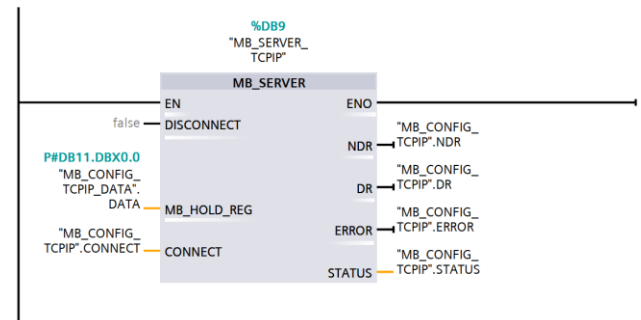 %DB9
"MB_SERVER_
TCPIP"
MB_SERVER
EN
ENO
false
DISCONNECT
NDR
"MB_CONFIG_
TCPIP".NDR
P#DB11.DBX0.0
"MB_CONFIG_
TCPIP_DATA".
DATA
MB_HOLD_REG
DR
"MB_CONFIG_
TCPIP".DR
"MB_CONFIG_
TCPIP".CONNECT
CONNECT
ERROR
"MB_CONFIG_
TCPIP".ERROR
STATUS
"MB_CONFIG_
TCPIP".STATUS